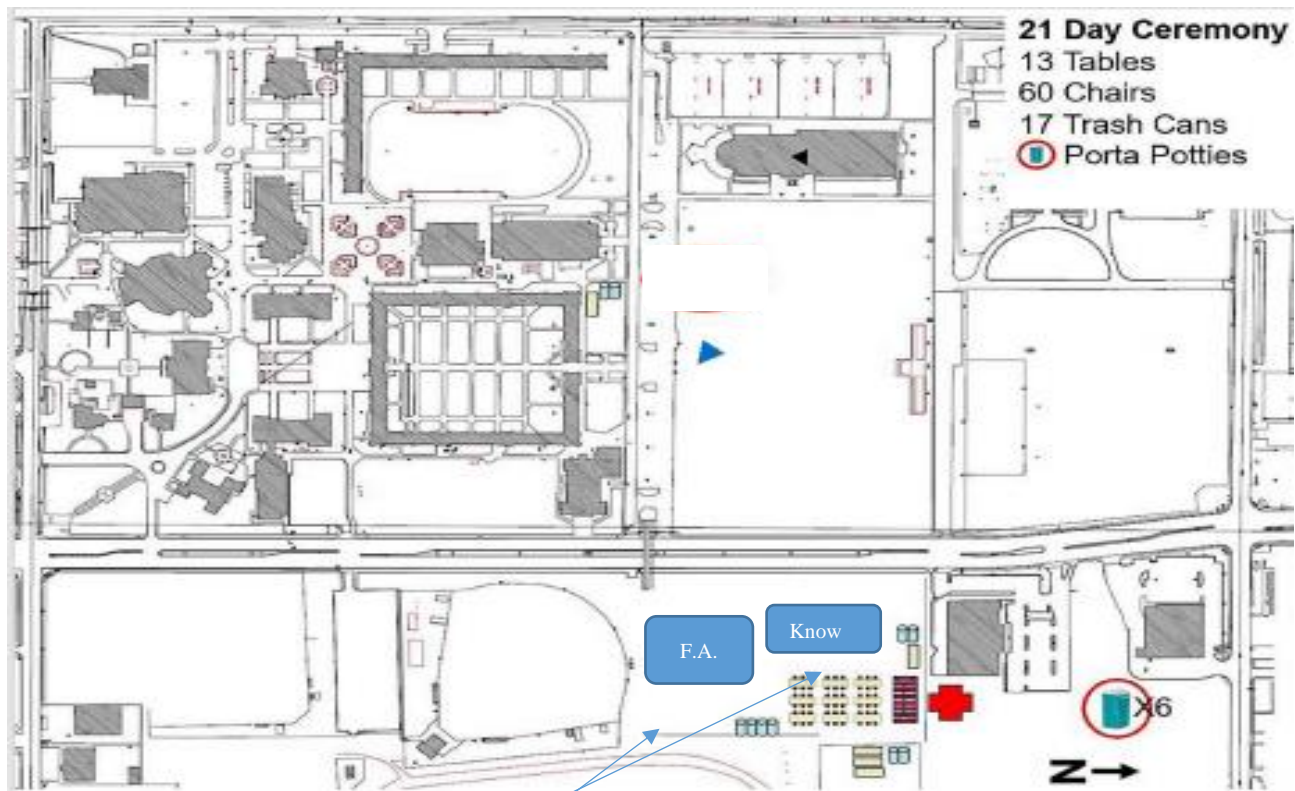 21 Day Ceremony
13 Tables
60 Chairs
17 Trash Cans
Porta Potties
F.A.
Know
X6
N